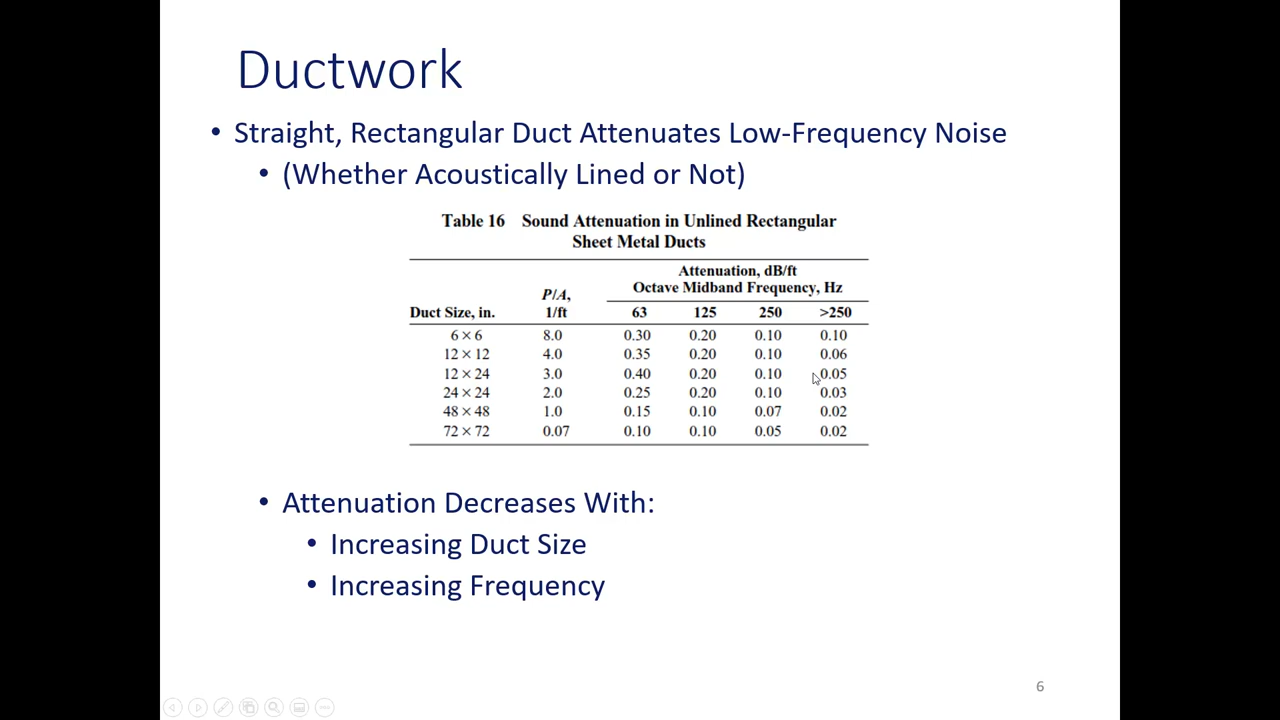 Ductwork
• Straight, Rectangular Duct Attenuates Low-Frequency Noise
• (Whether Acoustically Lined or Not)
Table 16 Sound Attenuation in Unlined Rectangular
Sheet Metal Ducts
Attenuation, dB/ft
P/A, Octave Midband Frequency, Hz
Duct Size, in. 1/ft 63 125 250 >250
6 × 6 8.0 0.30 0.20 0.10 0.10
12 × 12 4.0 0.35 0.20 0.10 0.06
12 × 24 3.0 0.40 0.20 0.10 0.05
24 × 24 2.0 0.25 0.20 0.10 0.03
48 × 48 1.0 0.15 0.10 0.07 0.02
72 × 72 0.07 0.10 0.10 0.05 0.02
• Attenuation Decreases With:
• Increasing Duct Size
• Increasing Frequency
6